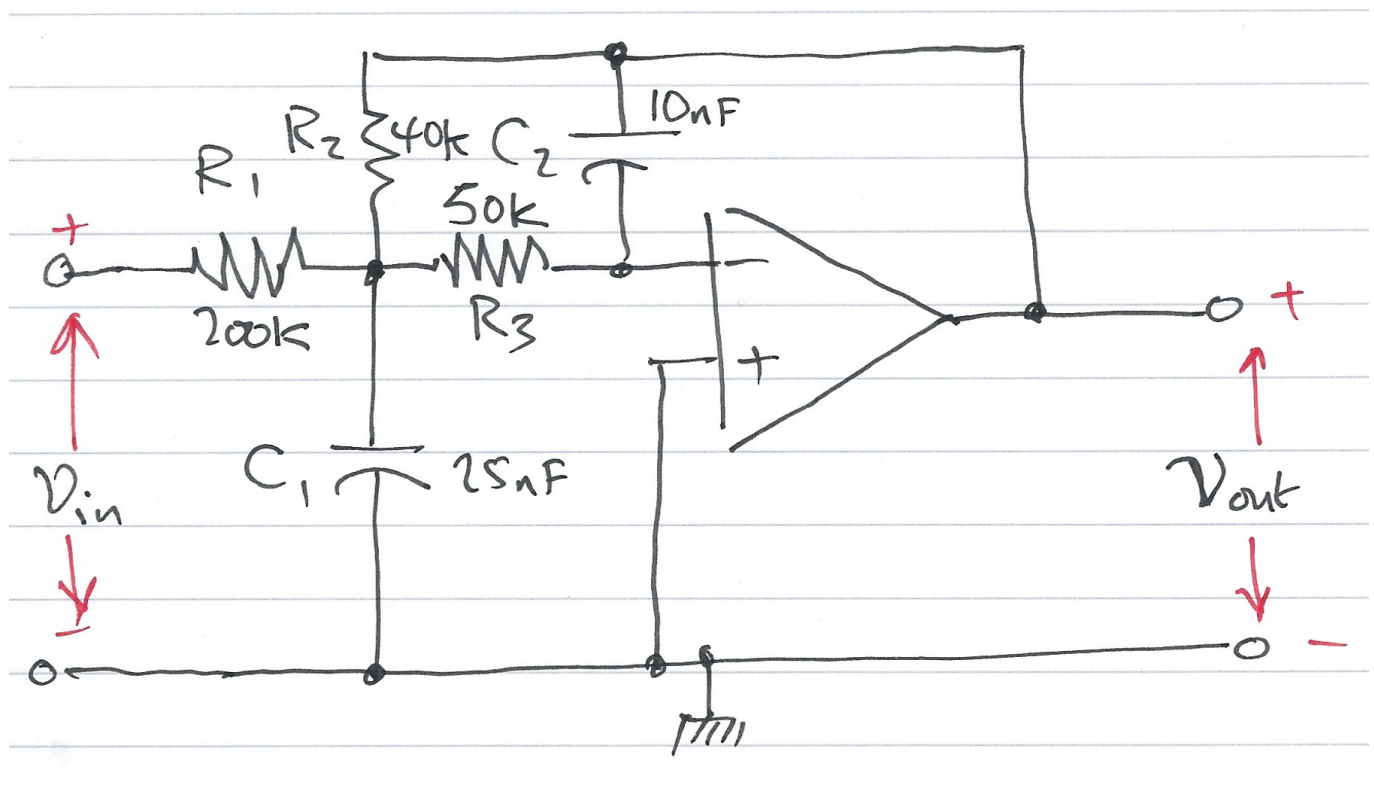 10nF
R2 40k C2
R1
50k
+
−
200k
R3
+
+
C1 25nF
Vin
Vout
−
−